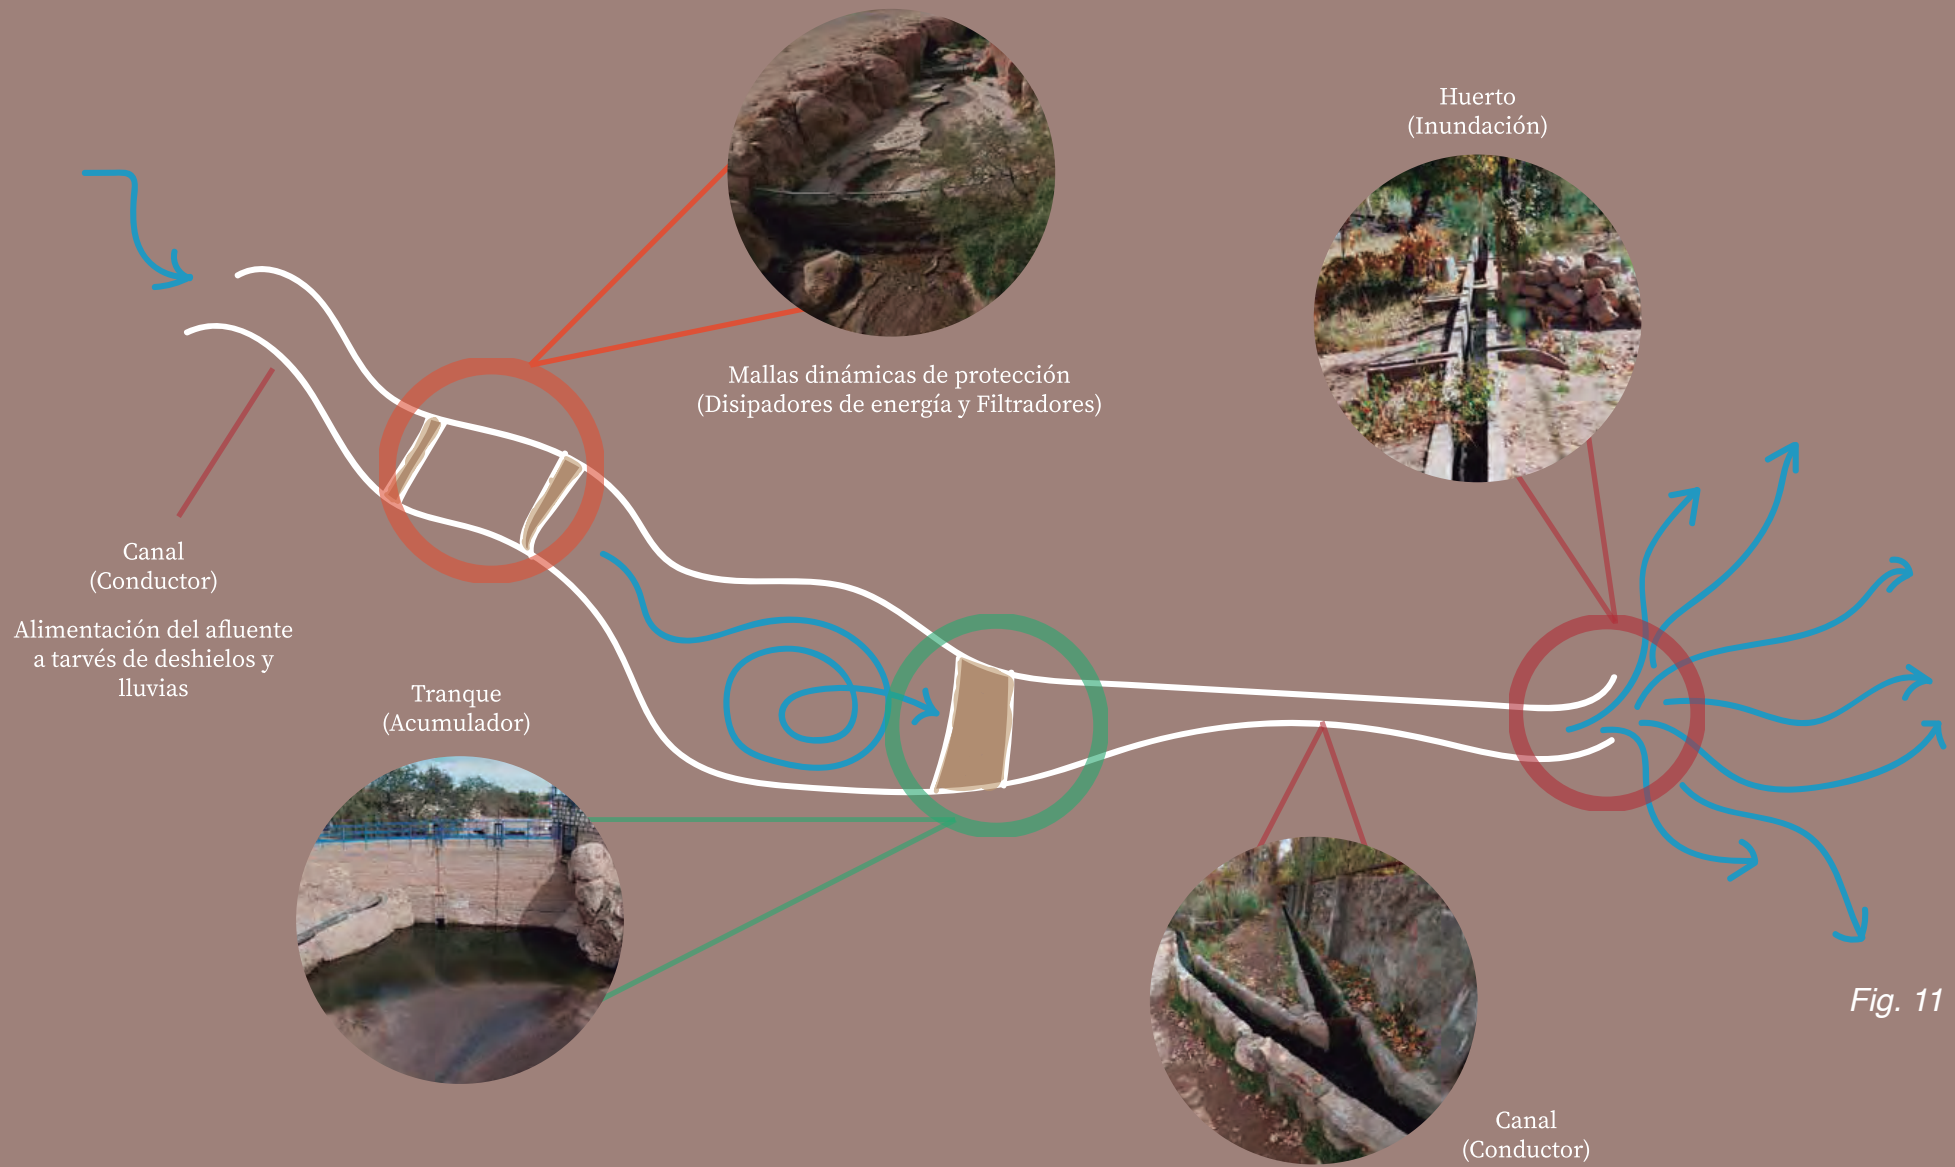 Huerto
(Inundación)
Mallas dinámicas de protección
(Disipadores de energía y Filtradores)
Canal
(Conductor)
Alimentación del afluente
a tarvés de deshielos y
lluvias
Tranque
(Acumulador)
Fig. 11
Canal
(Conductor)